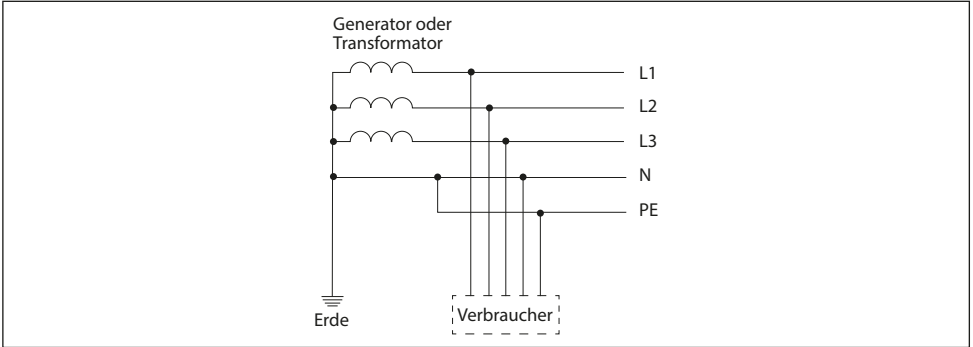 Generator oder
Transformator
L1
L2
L3
N
PE
Erde
Verbraucher